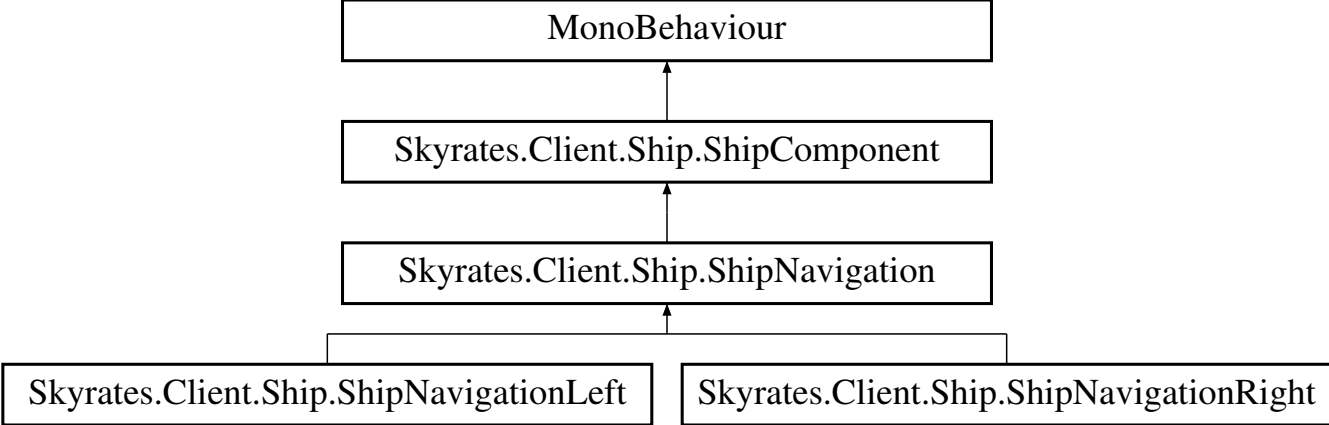 MonoBehaviour
Skyrates.Client.Ship.ShipComponent
Skyrates.Client.Ship.ShipNavigation
Skyrates.Client.Ship.ShipNavigationLeft
Skyrates.Client.Ship.ShipNavigationRight